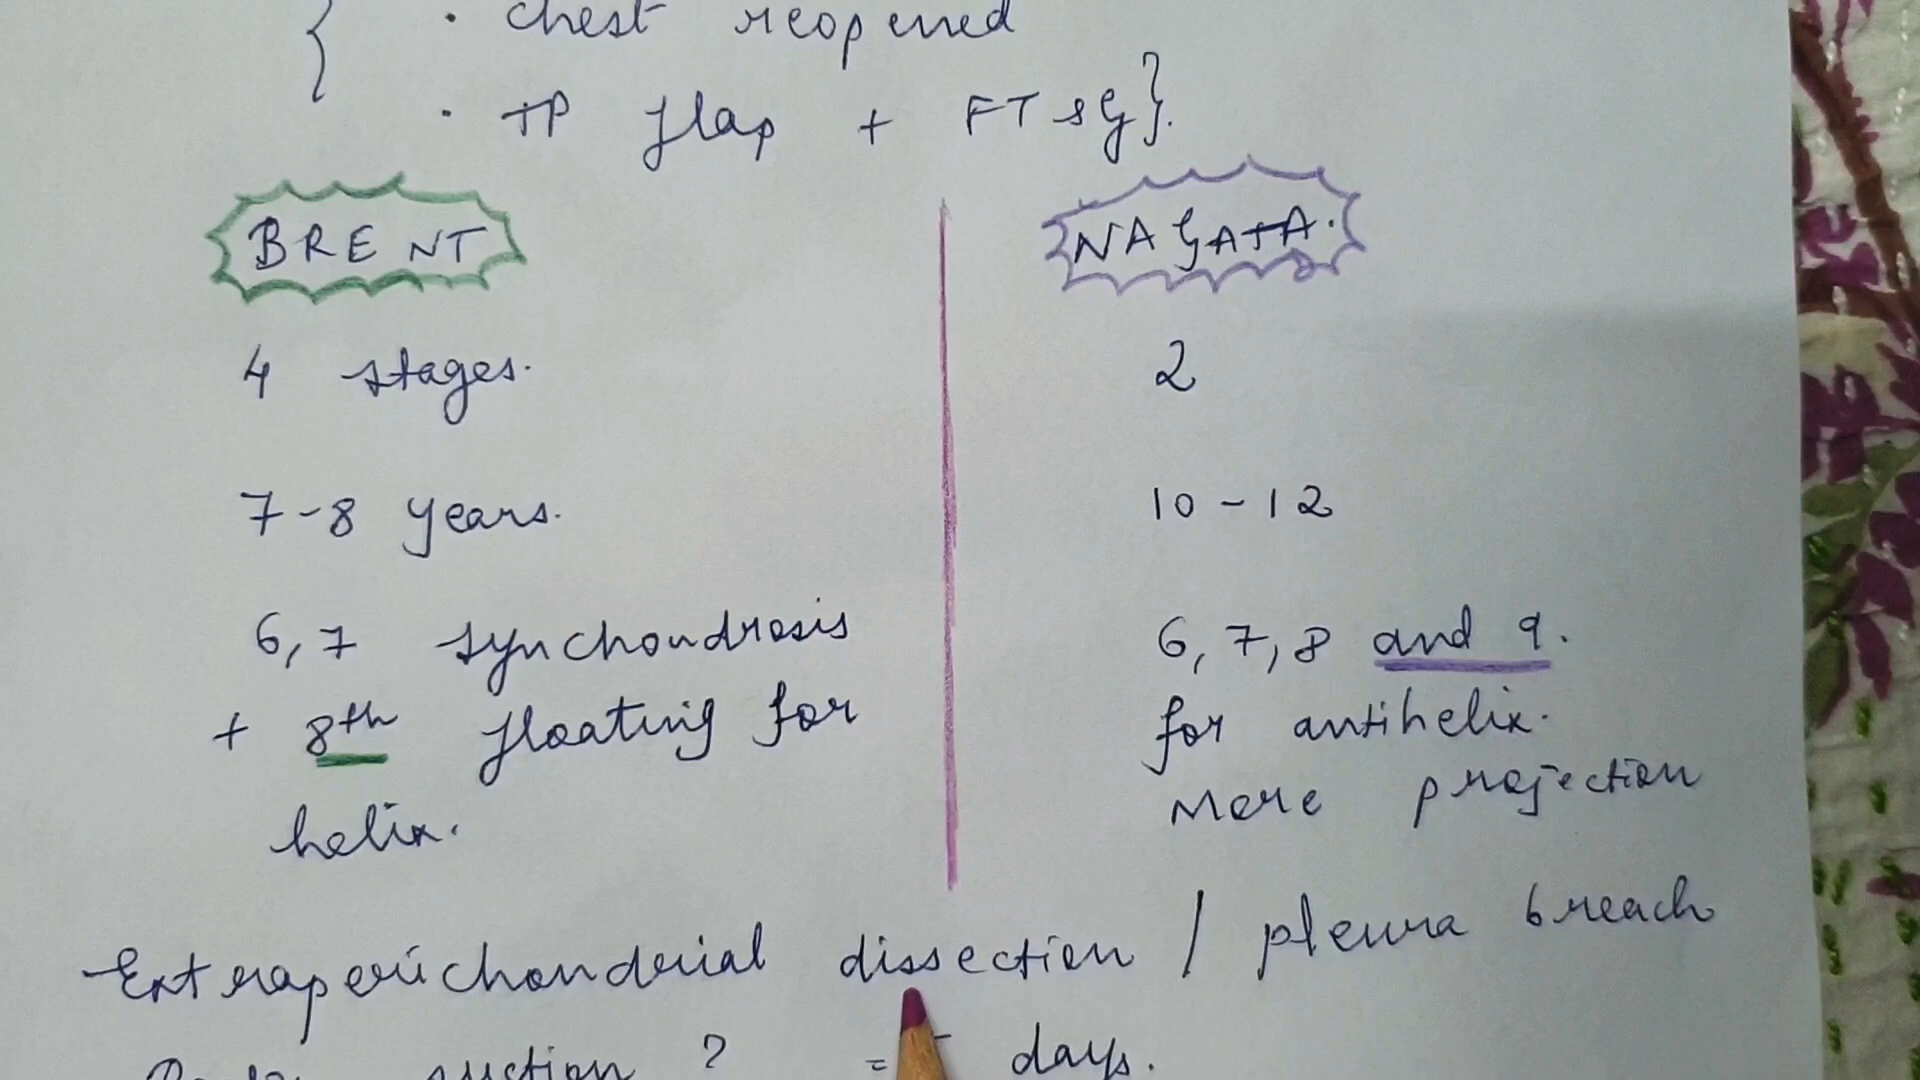 { · chest reopened
· TP flap + FTSG}.
BRENT
4 stages.
7-8 years.
6, 7 synchondrosis
+ 8th floating for
helix.
NAGATA.
2
10-12
6, 7, 8 and 9.
for antihelix.
More projection
Extraperichondrial dissection / pleura breach
suction ? = days.